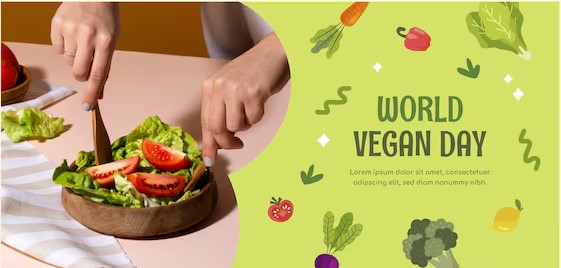 WORLD
VEGAN DAY
Lorem ipsum dolor sit amet, consectetuer
adipiscing elit, sed diam nonummy nibh.